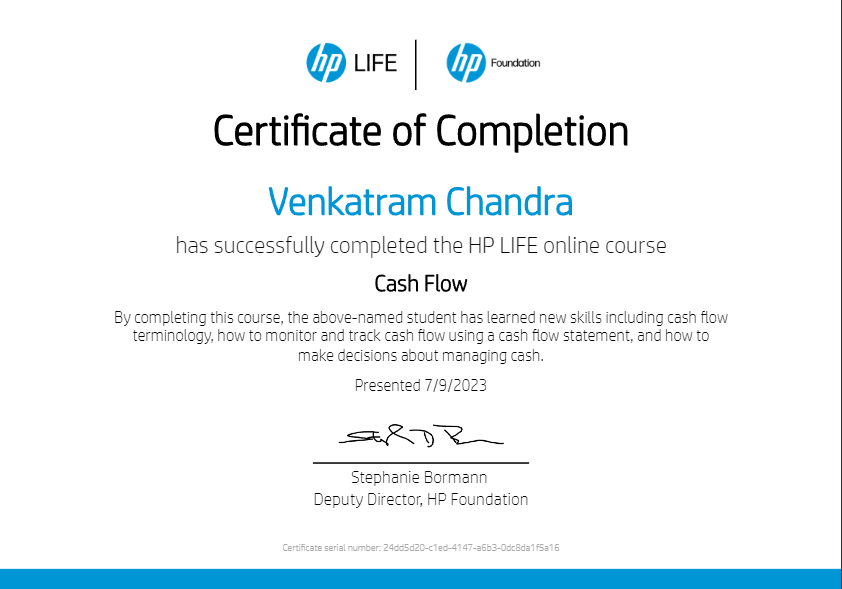 hp LIFE hp Foundation
Certificate of Completion
Venkatram Chandra
has successfully completed the HP LIFE online course
Cash Flow
By completing this course, the above-named student has learned new skills including cash flow
terminology, how to monitor and track cash flow using a cash flow statement, and how to
make decisions about managing cash.
Presented 7/9/2023
Stephanie Bormann
Deputy Director, HP Foundation
Certificate serial number: 24dd5d20-c1ed-4147-a6b3-0dc8da1f5a16